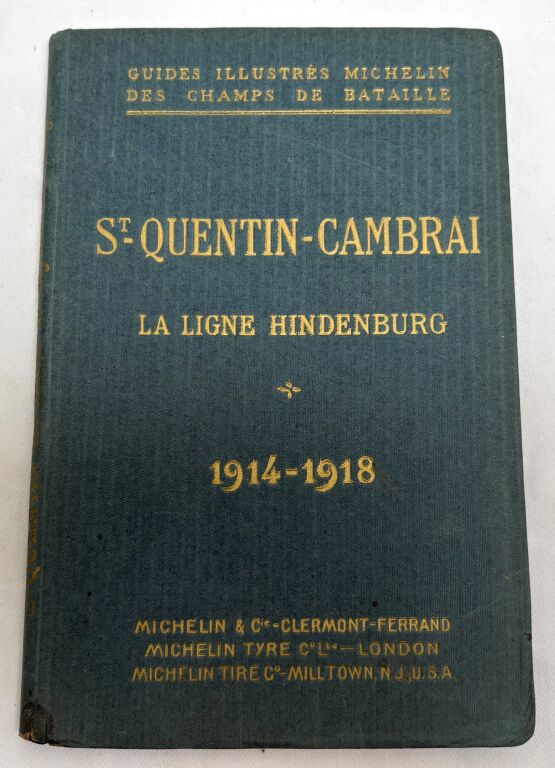 GUIDES ILLUSTRÉS MICHELIN
DES CHAMPS DE BATAILLE
ST-QUENTIN-CAMBRAI
LA LIGNE HINDENBURG
1914-1918
MICHELIN & Cie-CLERMONT-FERRAND
MICHELIN TYRE Co Ltd—LONDON
MICHELIN TIRE Co-MILLTOWN, N.J., U.S.A.